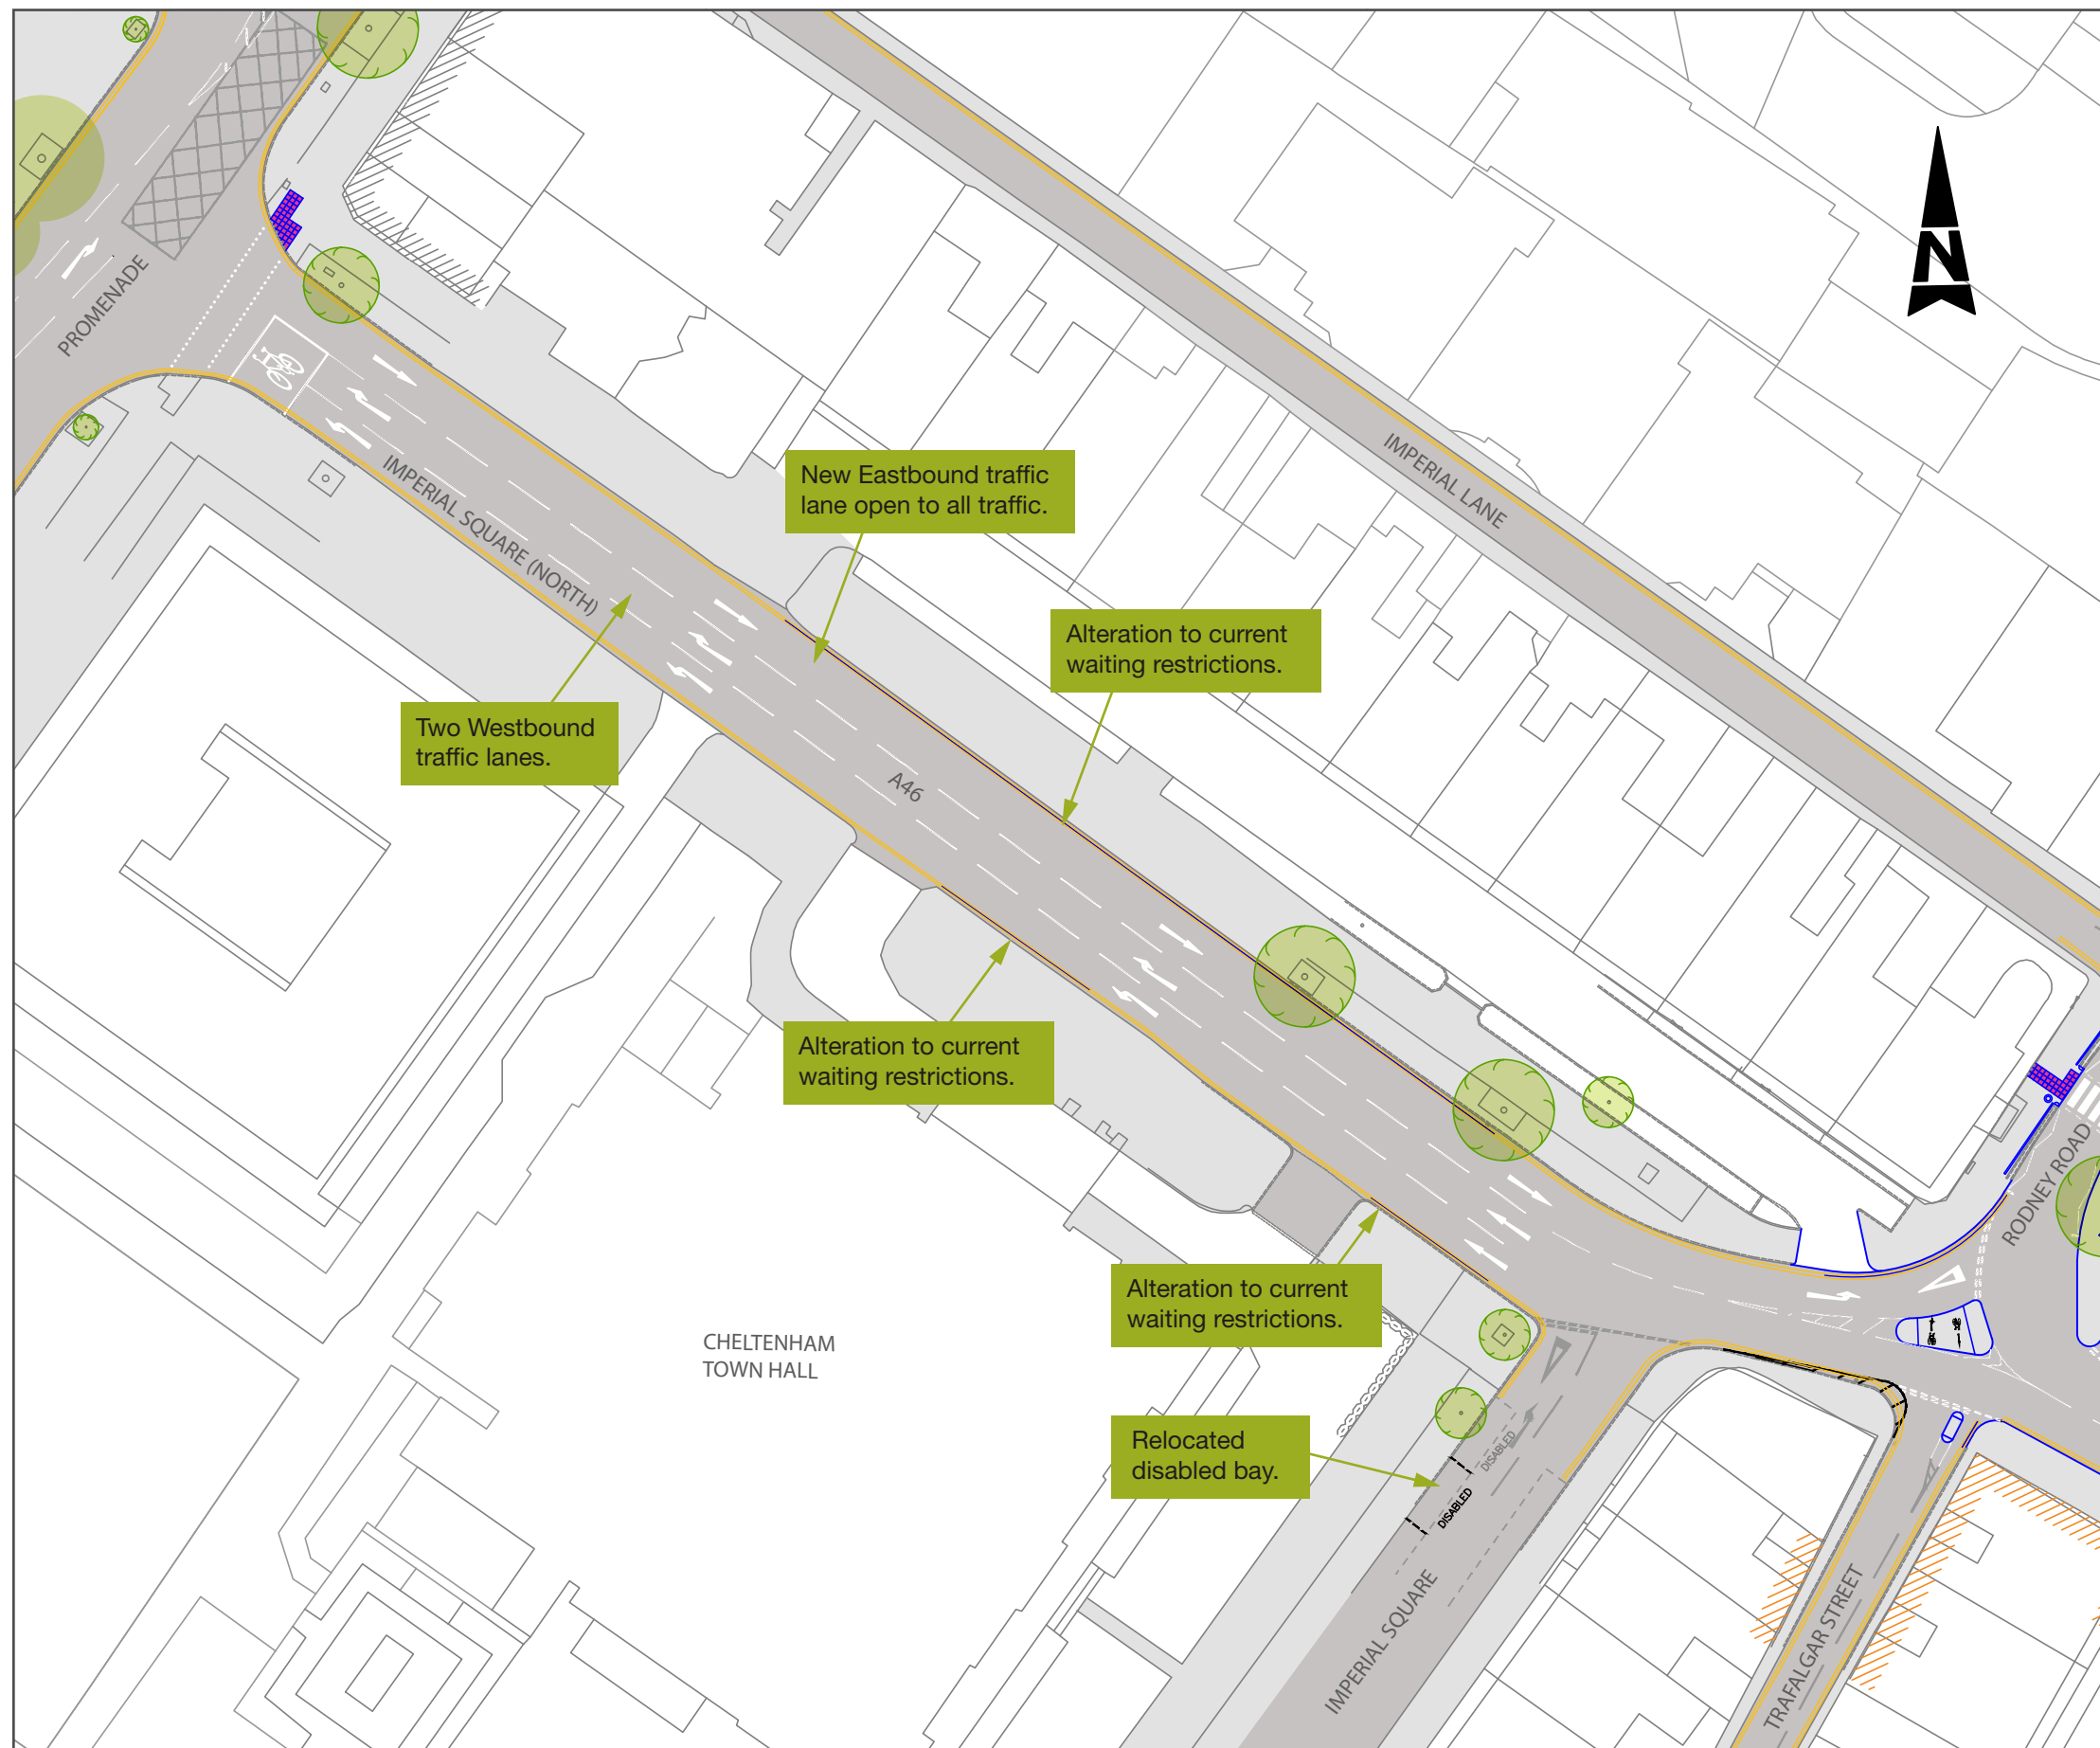 N
PROMENADE
IMPERIAL LANE
New Eastbound traffic
lane open to all traffic.
IMPERIAL SQUARE (NORTH)
Alteration to current
waiting restrictions.
Two Westbound
traffic lanes.
A46
Alteration to current
waiting restrictions.
RODNEY ROAD
Alteration to current
waiting restrictions.
CHELTENHAM
TOWN HALL
Relocated
disabled bay.
DISABLED
DISABLED
IMPERIAL SQUARE
TRAFALGAR STREET